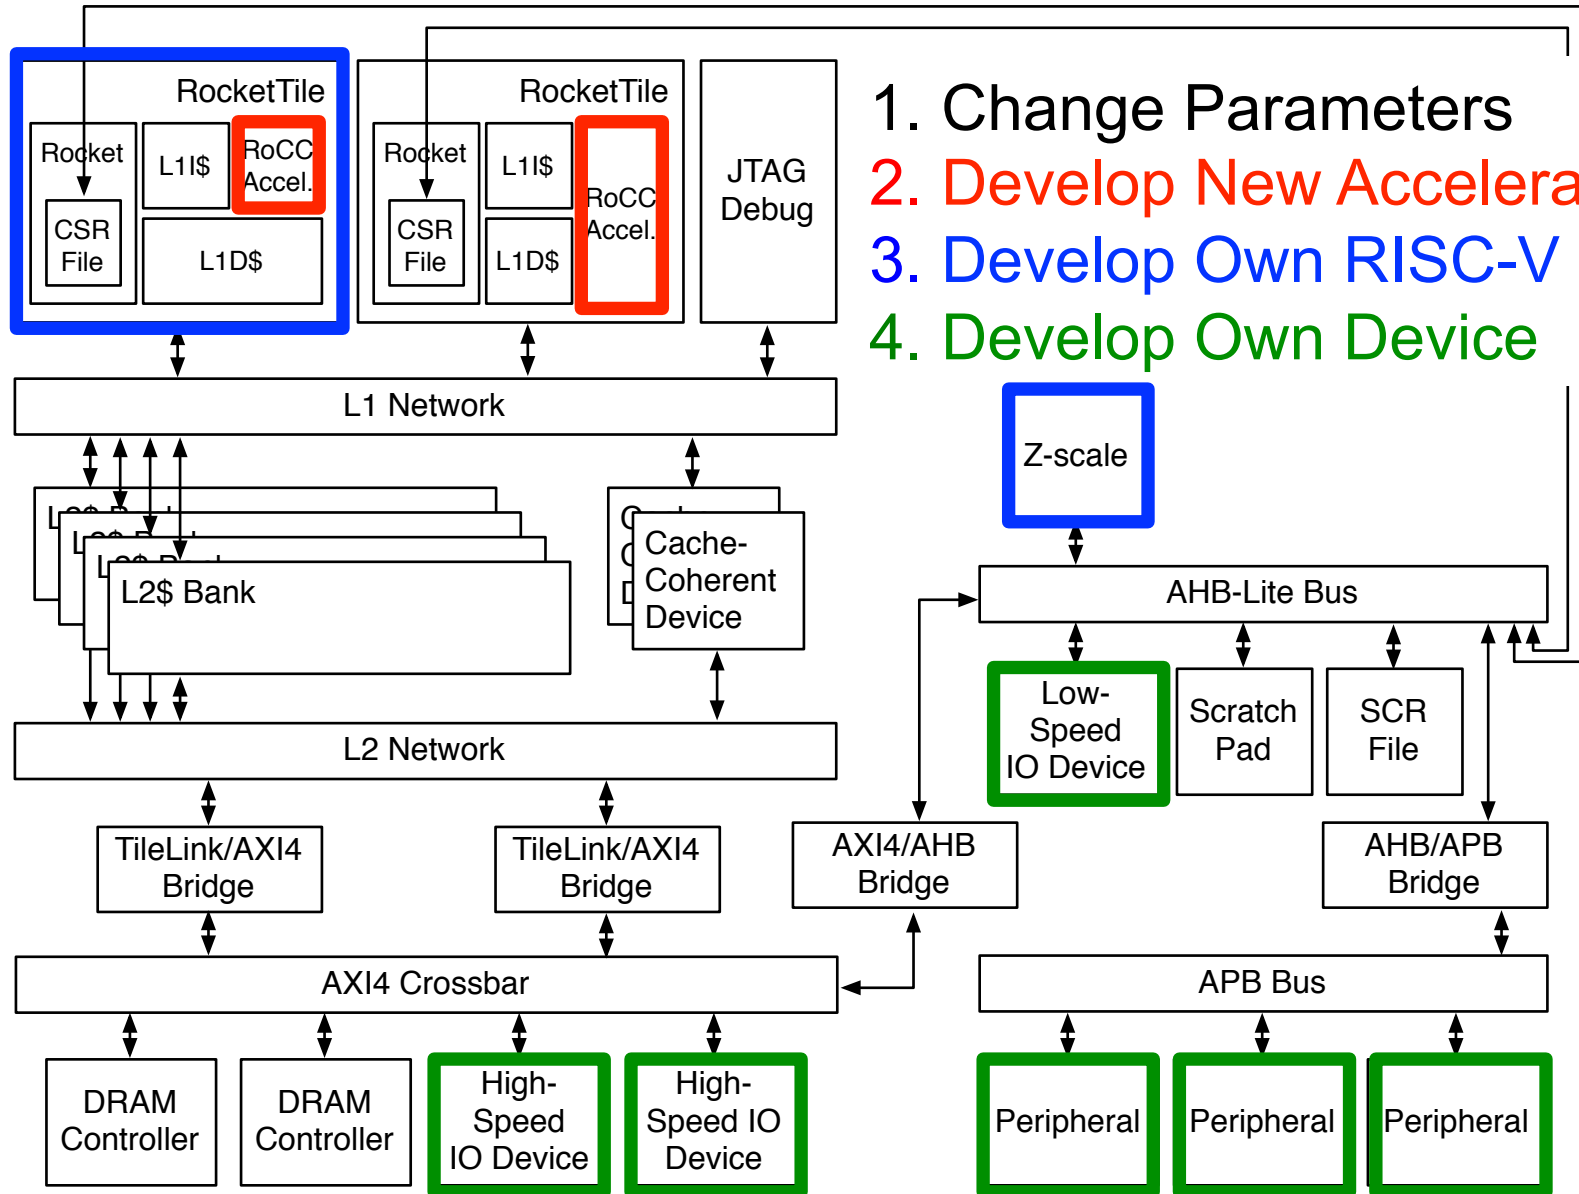 RocketTile
Rocket
CSR
File
L1I$
RoCC
Accel.
L1D$
RocketTile
Rocket
CSR
File
L1I$
L1D$
RoCC
Accel.
JTAG
Debug
1. Change Parameters
2. Develop New Accelera
3. Develop Own RISC-V
4. Develop Own Device
L1 Network
L2$ Bank
Cache-
Coherent
Device
Z-scale
AHB-Lite Bus
Low-
Speed
IO Device
Scratch
Pad
SCR
File
L2 Network
TileLink/AXI4
Bridge
TileLink/AXI4
Bridge
AXI4/AHB
Bridge
AHB/APB
Bridge
AXI4 Crossbar
APB Bus
DRAM
Controller
DRAM
Controller
High-
Speed
IO Device
High-
Speed IO
Device
Peripheral
Peripheral
Peripheral